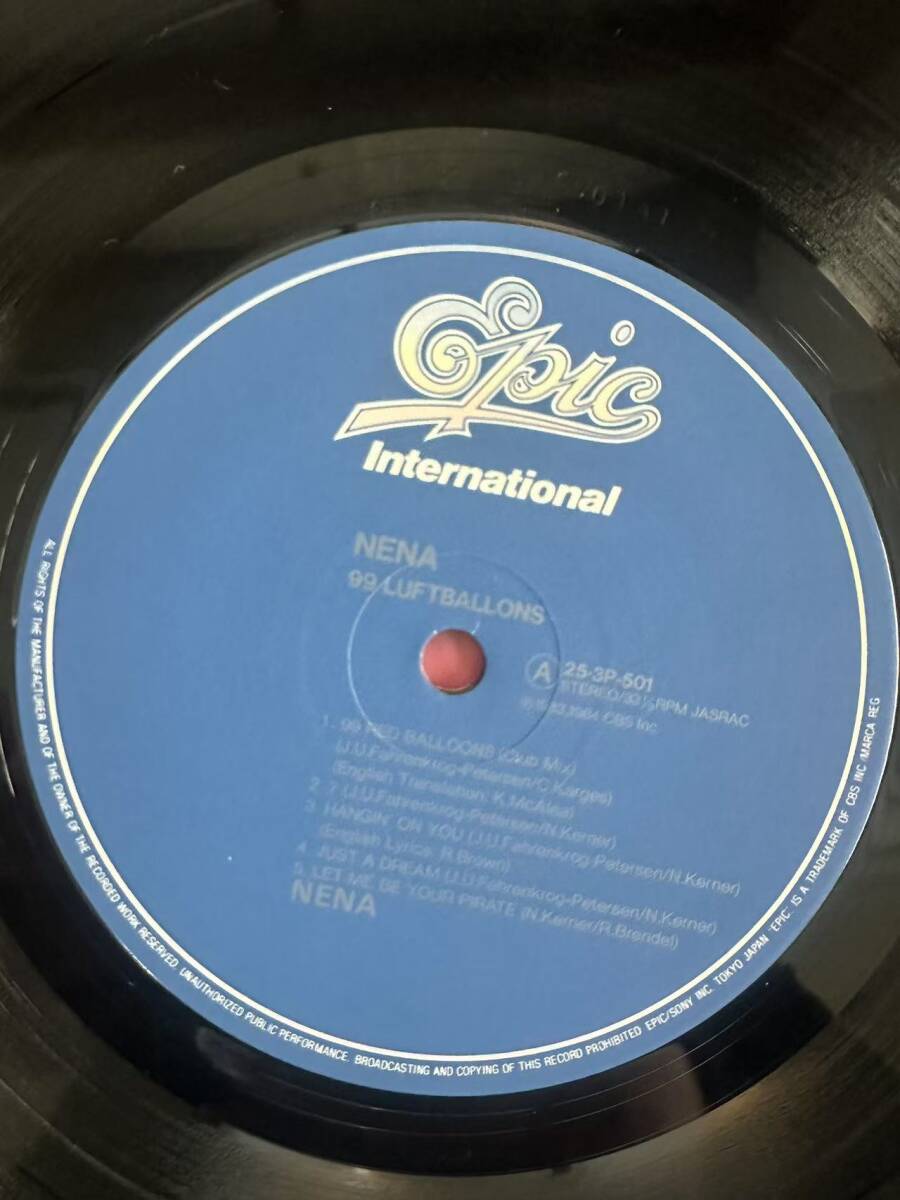 Epic
International
NENA
99 LUFTBALLONS
A
25·3P-501
STEREO/33⅓RPM JASRAC
℗1983,1984 CBS Inc
1. 99 RED BALLOONS (Club Mix)
(J.U.Fahrenkrog-Petersen/C.Karges)
(English Translation: K.McAlea)
2. ? (J.U.Fahrenkrog-Petersen/N.Kerner)
3. HANGIN' ON YOU (J.U.Fahrenkrog-Petersen/N.Kerner)
(English Lyrics: R.Brown)
4. JUST A DREAM (J.U.Fahrenkrog-Petersen/N.Kerner)
5. LET ME BE YOUR PIRATE (N.Kerner/R.Brendel)
NENA
ALL RIGHTS OF THE MANUFACTURER AND OF THE OWNER OF THE RECORDED WORK RESERVED. UNAUTHORIZED PUBLIC PERFORMANCE. BROADCASTING AND COPYING OF THIS RECORD PROHIBITED EPIC/SONY INC. TOKYO JAPAN "EPIC" IS A TRADEMARK OF CBS INC /MARCA REG